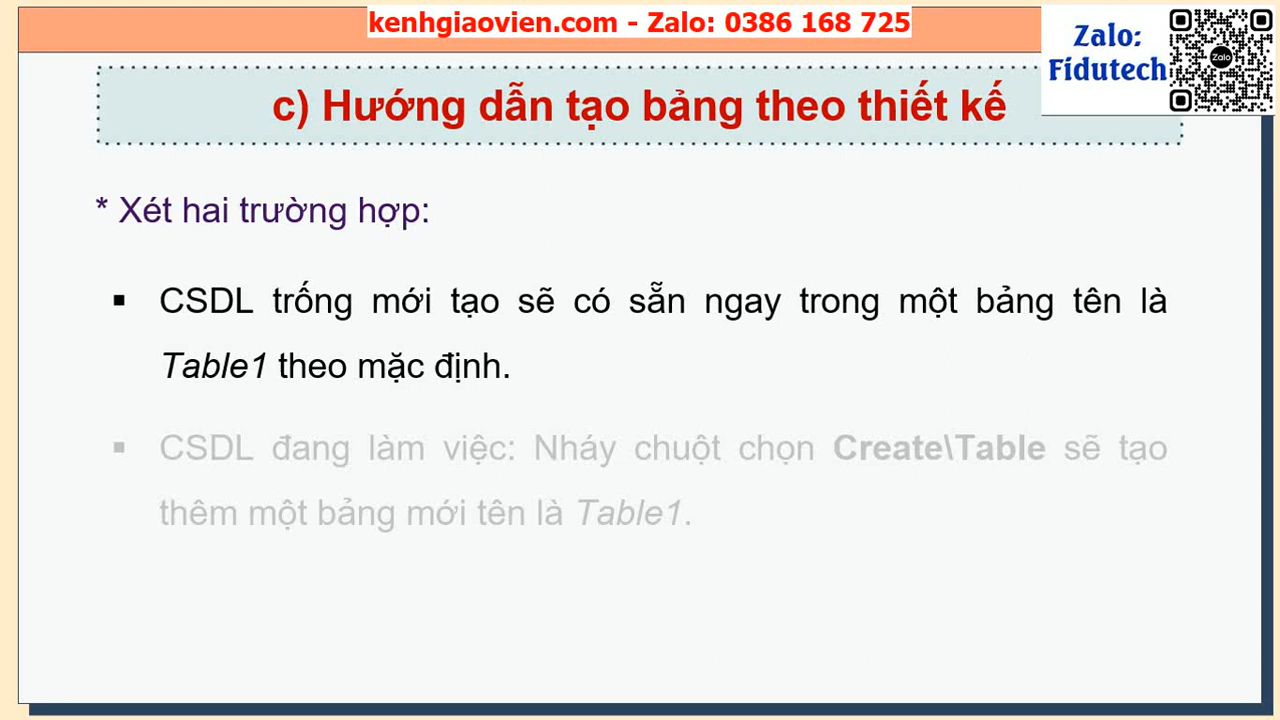 kenhgiaovien.com - Zalo: 0386 168 725
Zalo:
Fidutech
Zalo
c) Hướng dẫn tạo bảng theo thiết kế
* Xét hai trường hợp:
▪ CSDL trống mới tạo sẽ có sẵn ngay trong một bảng tên là
Table1 theo mặc định.
▪ CSDL đang làm việc: Nháy chuột chọn Create\Table sẽ tạo
thêm một bảng mới tên là Table1.